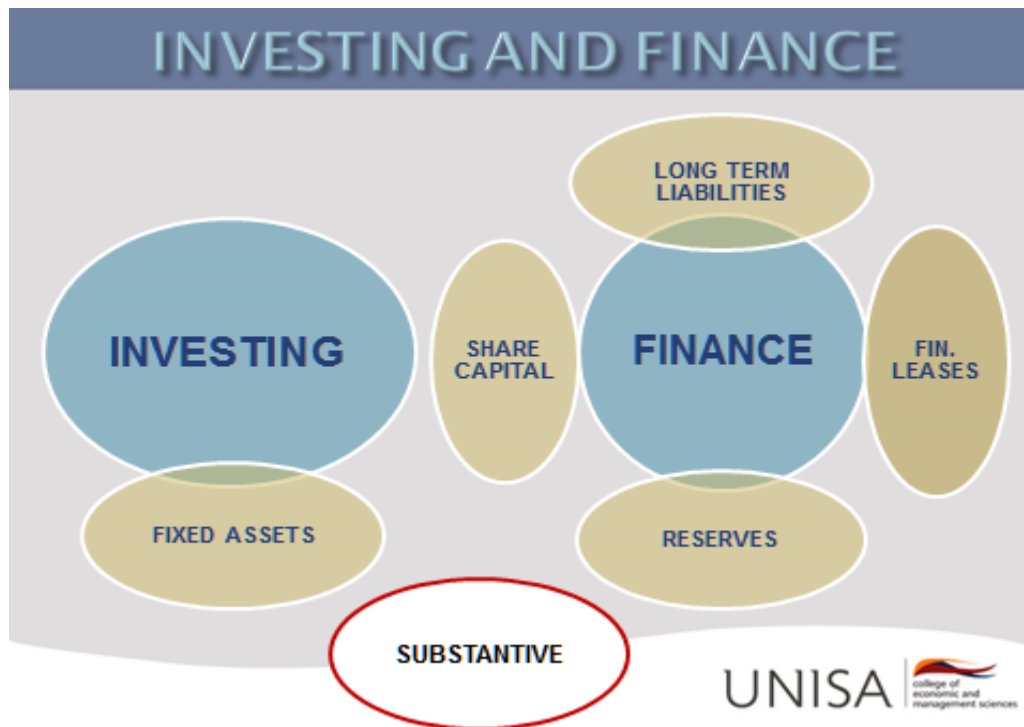 INVESTING AND FINANCE
LONG TERM
LIABILITIES
INVESTING
SHARE
CAPITAL
FINANCE
FIN.
LEASES
FIXED ASSETS
RESERVES
SUBSTANTIVE
UNISA
college of
economic and
management sciences